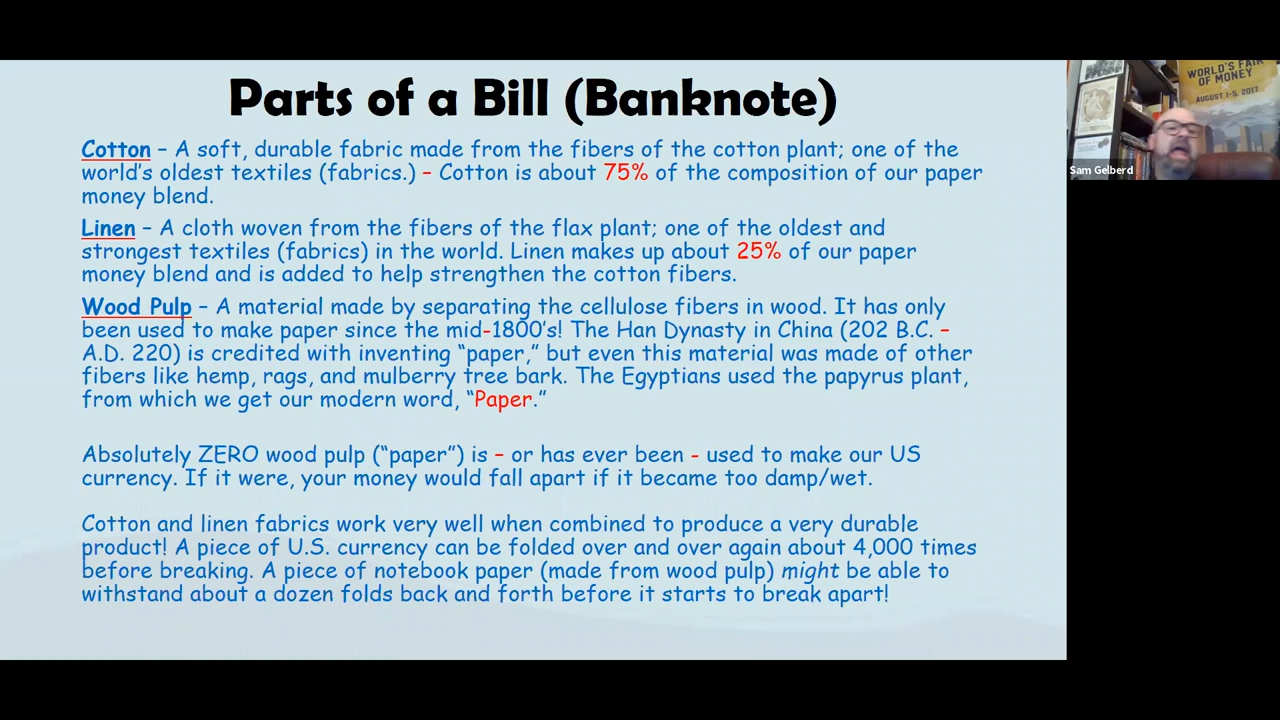 Parts of a Bill (Banknote)
Cotton – A soft, durable fabric made from the fibers of the cotton plant; one of the
world's oldest textiles (fabrics.) – Cotton is about 75% of the composition of our paper
money blend.
Linen – A cloth woven from the fibers of the flax plant; one of the oldest and
strongest textiles (fabrics) in the world. Linen makes up about 25% of our paper
money blend and is added to help strengthen the cotton fibers.
Wood Pulp – A material made by separating the cellulose fibers in wood. It has only
been used to make paper since the mid-1800's! The Han Dynasty in China (202 B.C. –
A.D. 220) is credited with inventing “paper,” but even this material was made of other
fibers like hemp, rags, and mulberry tree bark. The Egyptians used the papyrus plant,
from which we get our modern word, “Paper.”
Absolutely ZERO wood pulp (“paper”) is – or has ever been - used to make our US
currency. If it were, your money would fall apart if it became too damp/wet.
Cotton and linen fabrics work very well when combined to produce a very durable
product! A piece of U.S. currency can be folded over and over again about 4,000 times
before breaking. A piece of notebook paper (made from wood pulp) might be able to
withstand about a dozen folds back and forth before it starts to break apart!
WORLD'S FAIR
OF MONEY
AUGUST 1-5, 2017
Sam Gelberd